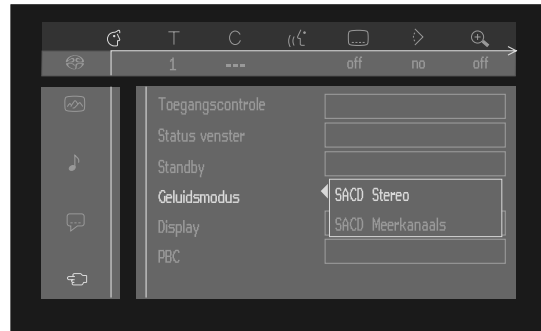 T C
1 --- off no off
Toegangscontrole
Status venster
Standby
Geluidsmodus
SACD Stereo
Display
SACD Meerkanaals
PBC